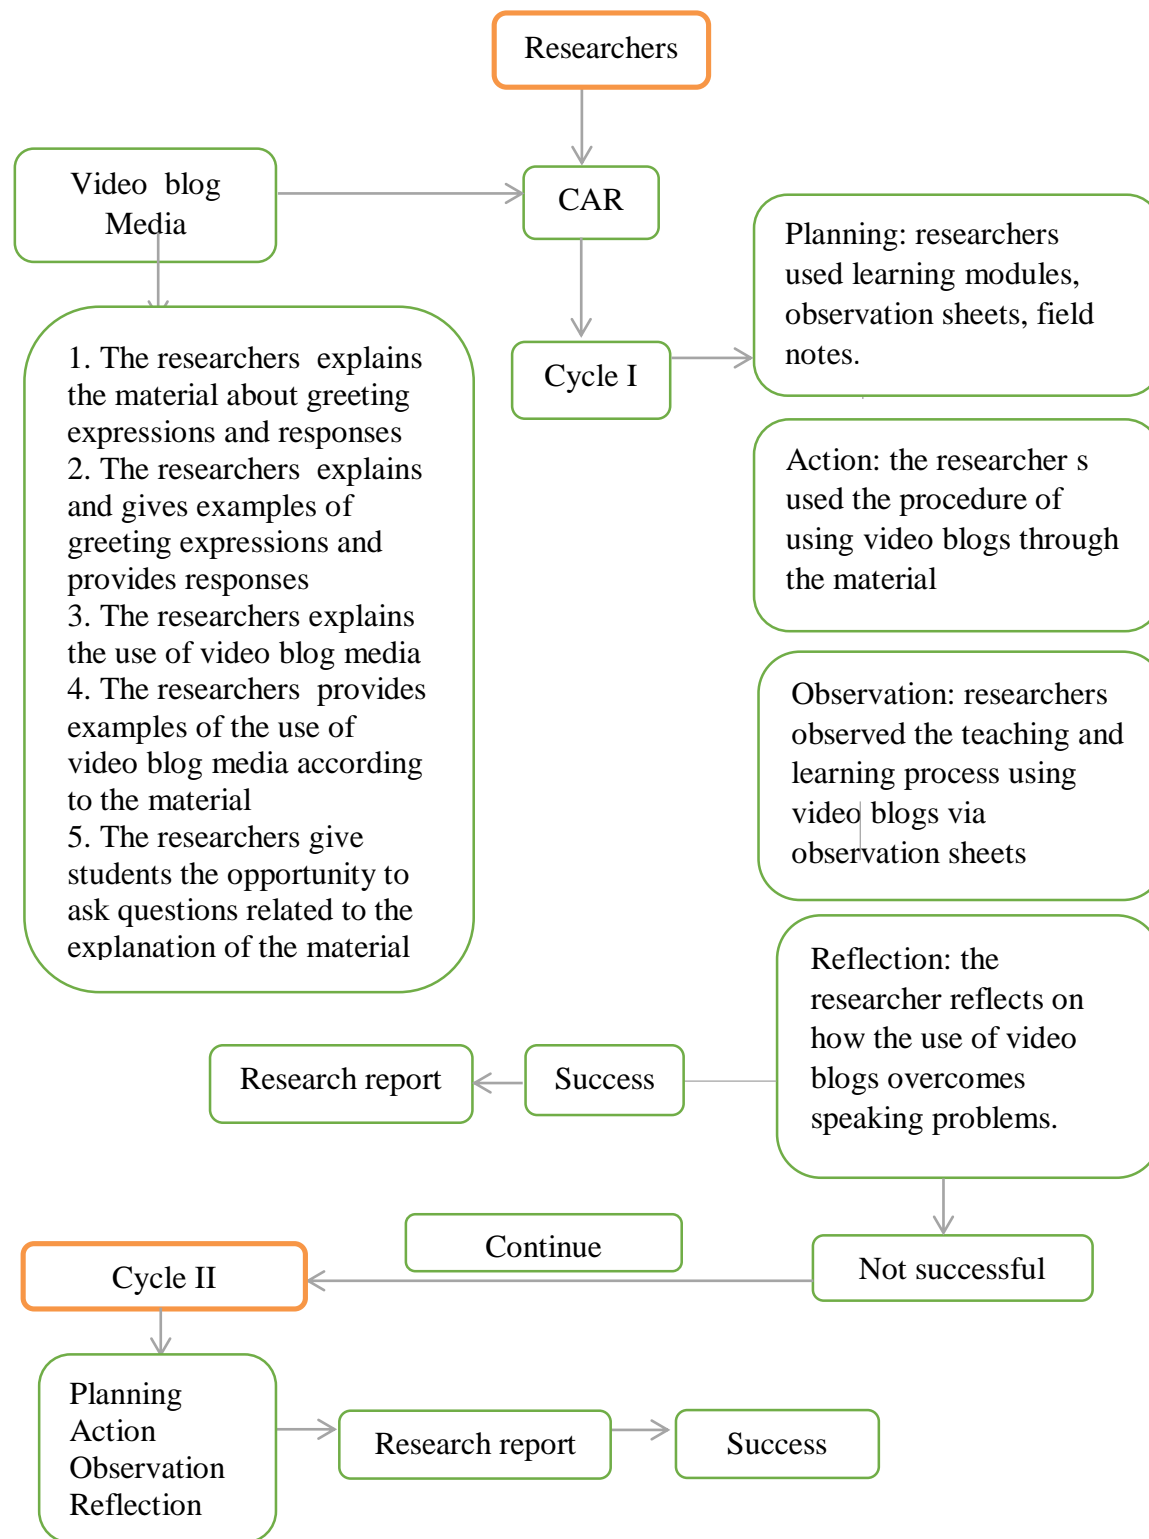 Researchers
Video blog
Media
CAR
Planning: researchers
used learning modules,
observation sheets, field
notes.
Cycle I
1. The researchers explains
the material about greeting
expressions and responses
2. The researchers explains
and gives examples of
greeting expressions and
provides responses
3. The researchers explains
the use of video blog media
4. The researchers provides
examples of the use of
video blog media according
to the material
5. The researchers give
students the opportunity to
ask questions related to the
explanation of the material
Action: the researcher s
used the procedure of
using video blogs through
the material
Observation: researchers
observed the teaching and
learning process using
video blogs via
observation sheets
Reflection: the
researcher reflects on
how the use of video
blogs overcomes
speaking problems.
Research report
Success
Continue
Not successful
Cycle II
Planning
Action
Observation
Reflection
Research report
Success